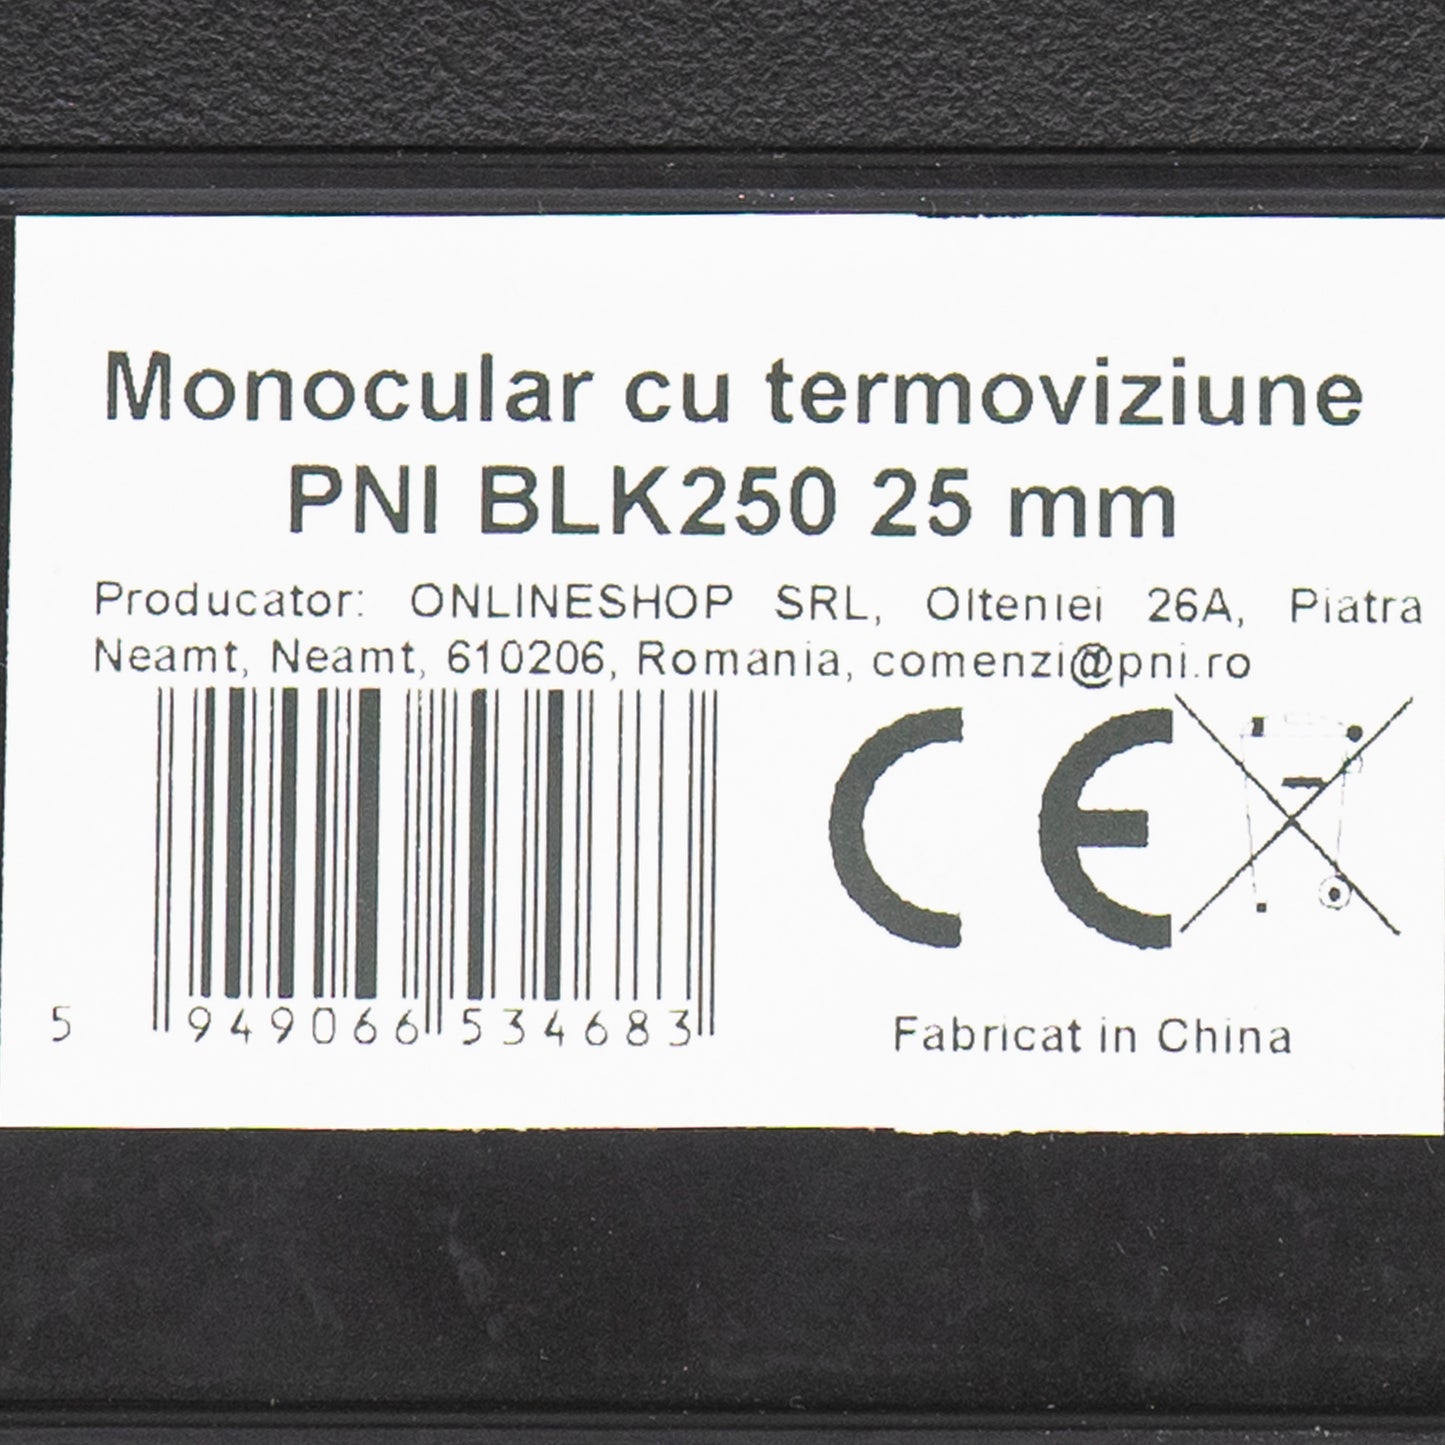 Monocular cu termoviziune
PNI BLK250 25 mm
Producator: ONLINESHOP SRL, Olteniei 26A, Piatra
Neamt, Neamt, 610206, Romania, comenzi@pni.ro
CE
5 949066 534683
Fabricat in China